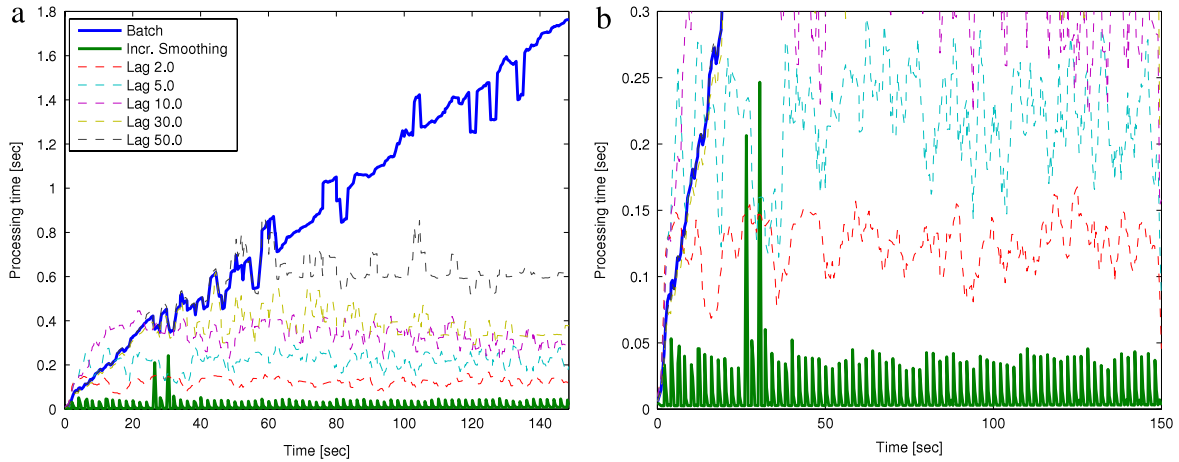 a
1.8
1.6
1.4
1.2
1
0.8
0.6
0.4
0.2
0
Processing time [sec]
Batch
Incr. Smoothing
Lag 2.0
Lag 5.0
Lag 10.0
Lag 30.0
Lag 50.0
0 20 40 60 80 100 120 140
Time [sec]
b
0.3
0.25
0.2
0.15
0.1
0.05
0
Processing time [sec]
0 50 100 150
Time [sec]